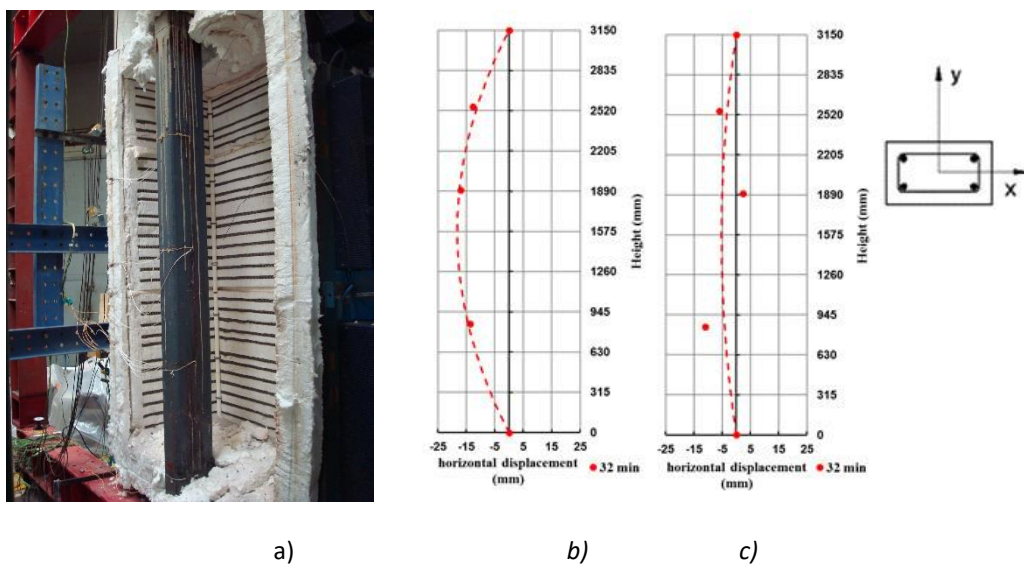 3150
2835
2520
2205
1890
1575
1260
945
630
315
0
Height (mm)
-25 -15 -5 5 15 25
horizontal displacement
(mm)
32 min
3150
2835
2520
2205
1890
1575
1260
945
630
315
0
Height (mm)
-25 -15 -5 5 15 25
horizontal displacement
(mm)
32 min
y
x
a) b) c)